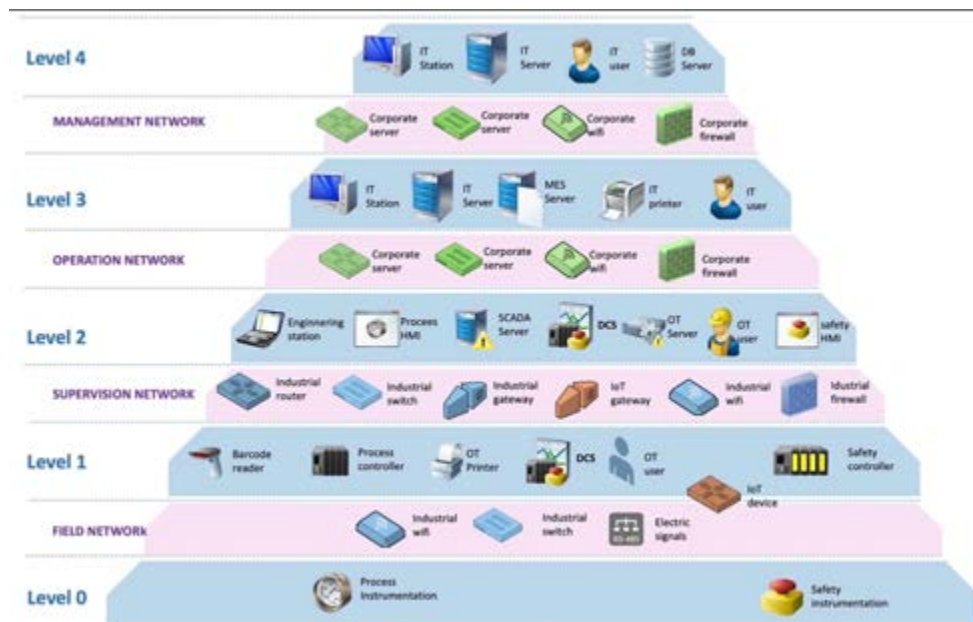 Level 4
IT Station
IT Server
IT user
DB Server
MANAGEMENT NETWORK
Corporate server
Corporate server
Corporate wifi
Corporate firewall
Level 3
IT Station
IT Server
MES Server
IT printer
IT user
OPERATION NETWORK
Corporate server
Corporate server
Corporate wifi
Corporate firewall
Level 2
Enginnering station
Process HMI
SCADA Server
DCS
OT Server
OT user
safety HMI
SUPERVISION NETWORK
Industrial router
Industrial switch
Industrial gateway
IoT gateway
Industrial wifi
Idustrial firewall
Level 1
Barcode reader
Process controller
OT Printer
DCS
OT user
Safety controller
IoT device
FIELD NETWORK
Industrial wifi
Industrial switch
RS-485
Electric signals
Level 0
Process Instrumentation
Safety instrumentation